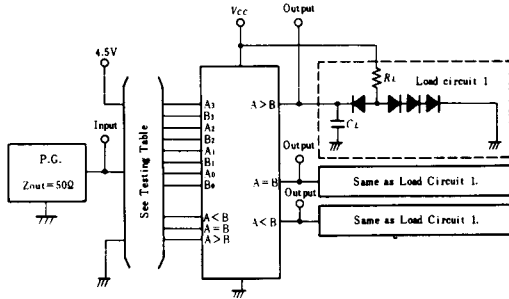 VCC
Output
4.5V
Input
P.G.
Zout = 50Ω
See Testing Table
A3
B3
A2
B2
A1
B1
A0
B0
A < B
A = B
A > B
A > B
RL
Load circuit 1
CL
Output
A = B
Same as Load Circuit 1.
Output
A < B
Same as Load Circuit 1.